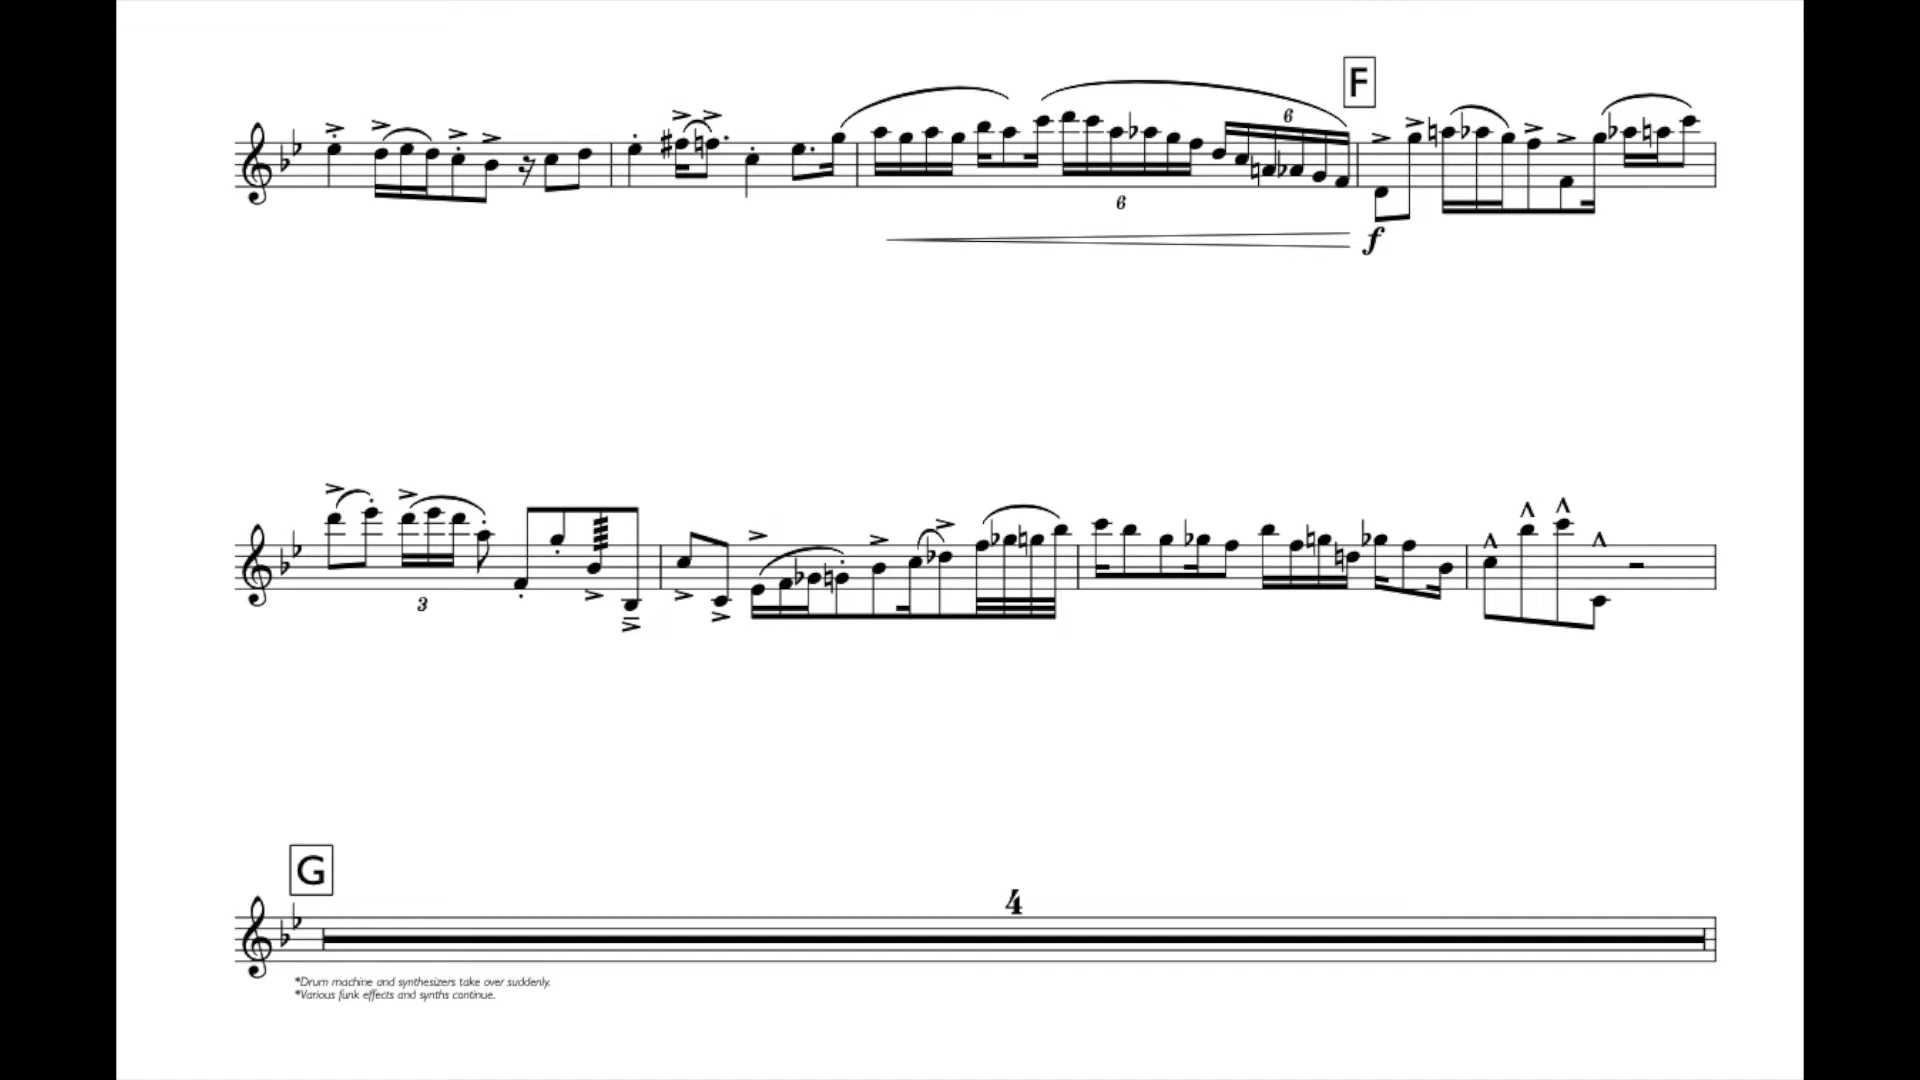 F
6
6
f
3
G
4
*Drum machine and synthesizers take over suddenly.
*Various funk effects and synths continue.